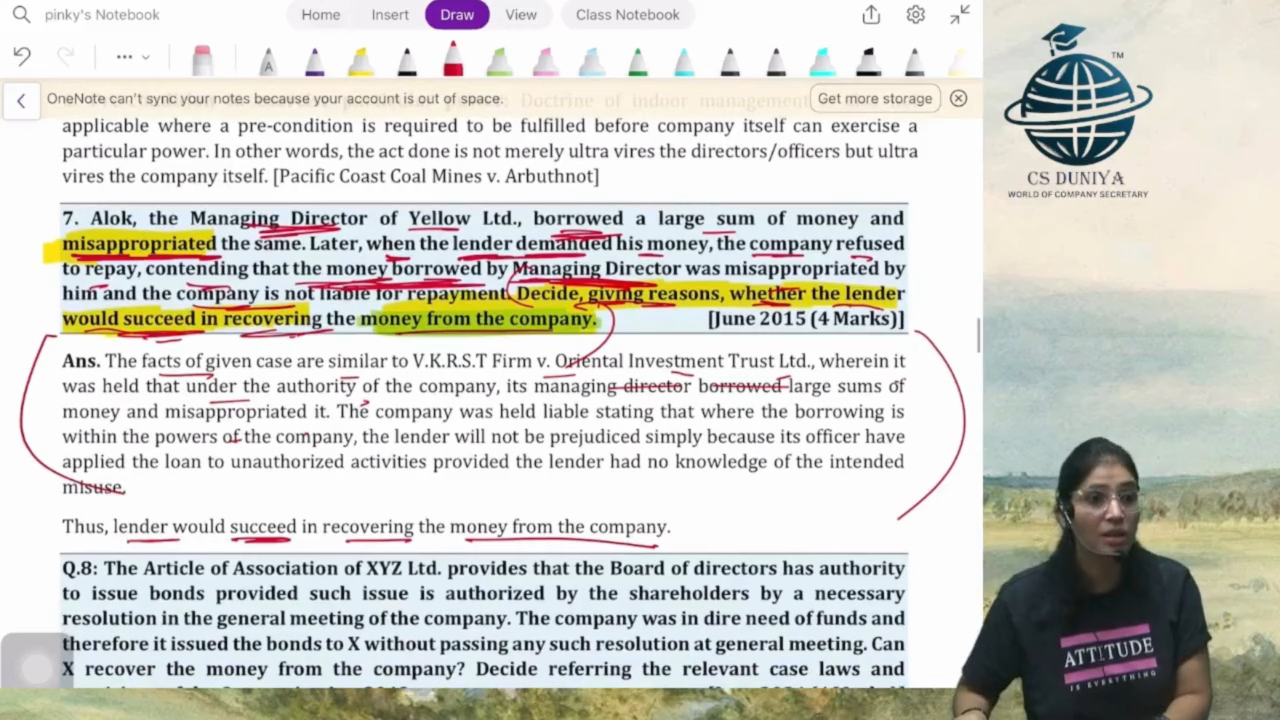 pinky's Notebook
Home Insert Draw View Class Notebook
OneNote can't sync your notes because your account is out of space. Doctrine of indoor management
Get more storage
applicable where a pre-condition is required to be fulfilled before company itself can exercise a
particular power. In other words, the act done is not merely ultra vires the directors/officers but ultra
vires the company itself. [Pacific Coast Coal Mines v. Arbuthnot]
7. Alok, the Managing Director of Yellow Ltd., borrowed a large sum of money and
misappropriated the same. Later, when the lender demanded his money, the company refused
to repay, contending that the money borrowed by Managing Director was misappropriated by
him and the company is not liable for repayment. Decide, giving reasons, whether the lender
would succeed in recovering the money from the company. [June 2015 (4 Marks)]
Ans. The facts of given case are similar to V.K.R.S.T Firm v. Oriental Investment Trust Ltd., wherein it
was held that under the authority of the company, its managing director borrowed large sums of
money and misappropriated it. The company was held liable stating that where the borrowing is
within the powers of the company, the lender will not be prejudiced simply because its officer have
applied the loan to unauthorized activities provided the lender had no knowledge of the intended
misuse.
Thus, lender would succeed in recovering the money from the company.
Q.8: The Article of Association of XYZ Ltd. provides that the Board of directors has authority
to issue bonds provided such issue is authorized by the shareholders by a necessary
resolution in the general meeting of the company. The company was in dire need of funds and
therefore it issued the bonds to X without passing any such resolution at general meeting. Can
X recover the money from the company? Decide referring the relevant case laws and
TM
CS DUNIYA
WORLD OF COMPANY SECRETARY
ATTITUDE
IS EVERYTHING